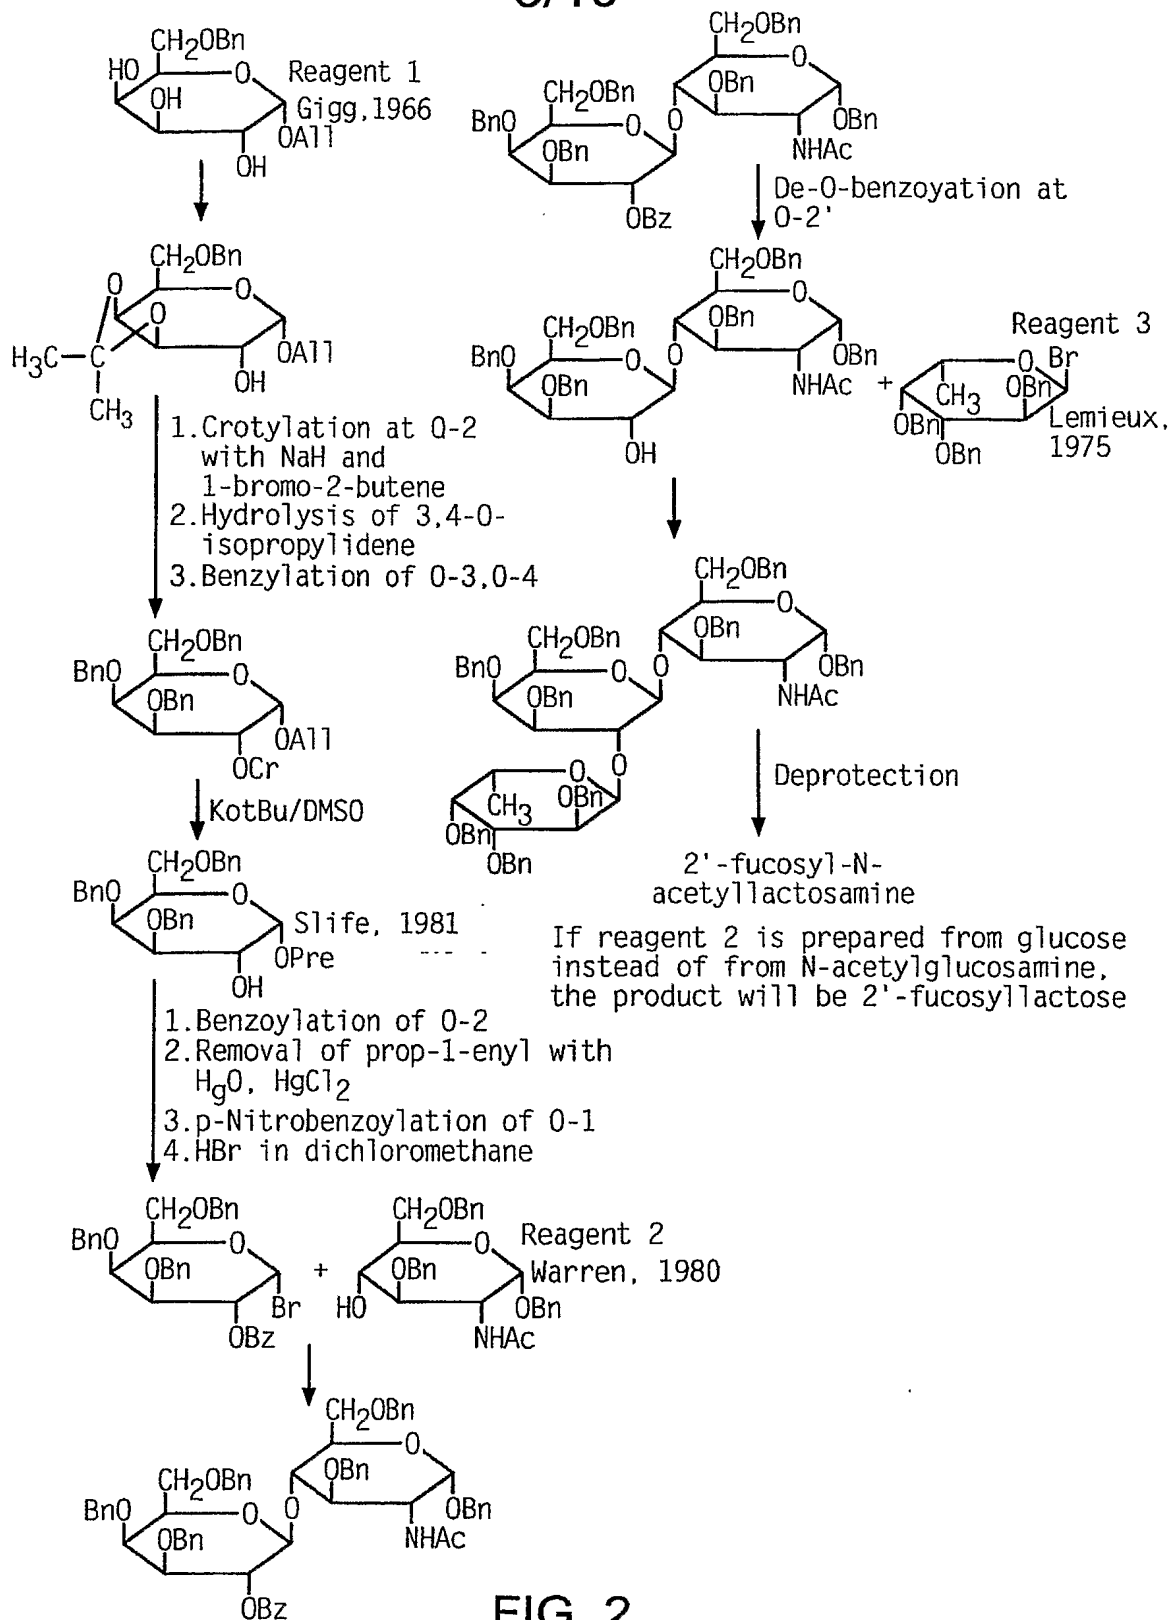 CH2OBn
HO
O
Reagent 1
OH
Gigg,1966
OAll
OH
CH2OBn
O
O
O
H3C
C
OAll
OH
CH3
1.Crotylation at O-2
with NaH and
1-bromo-2-butene
2.Hydrolysis of 3,4-O-
isopropylidene
3.Benzylation of O-3,O-4
CH2OBn
BnO
O
OBn
OAll
OCr
KotBu/DMSO
CH2OBn
BnO
O
OBn
Slife, 1981
OPre
OH
1.Benzoylation of O-2
2.Removal of prop-1-enyl with
HgO, HgCl2
3.p-Nitrobenzoylation of O-1
4.HBr in dichloromethane
CH2OBn
BnO
O
OBn
Br
OBz
+
CH2OBn
O
Reagent 2
OBn
Warren, 1980
HO
OBn
NHAc
CH2OBn
O
OBn
CH2OBn
BnO
O
O
OBn
OBn
NHAc
OBz
CH2OBn
O
OBn
CH2OBn
BnO
O
O
OBn
OBn
NHAc
OBz
De-O-benzoyation at
O-2'
CH2OBn
O
OBn
CH2OBn
BnO
O
O
OBn
OBn
NHAc
OH
+
Reagent 3
O
Br
CH3
OBn
OBn
OBn
Lemieux,
1975
CH2OBn
O
OBn
CH2OBn
BnO
O
O
OBn
OBn
NHAc
O
O
CH3
OBn
OBn
OBn
Deprotection
2'-fucosyl-N-
acetyllactosamine
If reagent 2 is prepared from glucose
instead of from N-acetylglucosamine,
the product will be 2'-fucosyllactose
FIG. 2